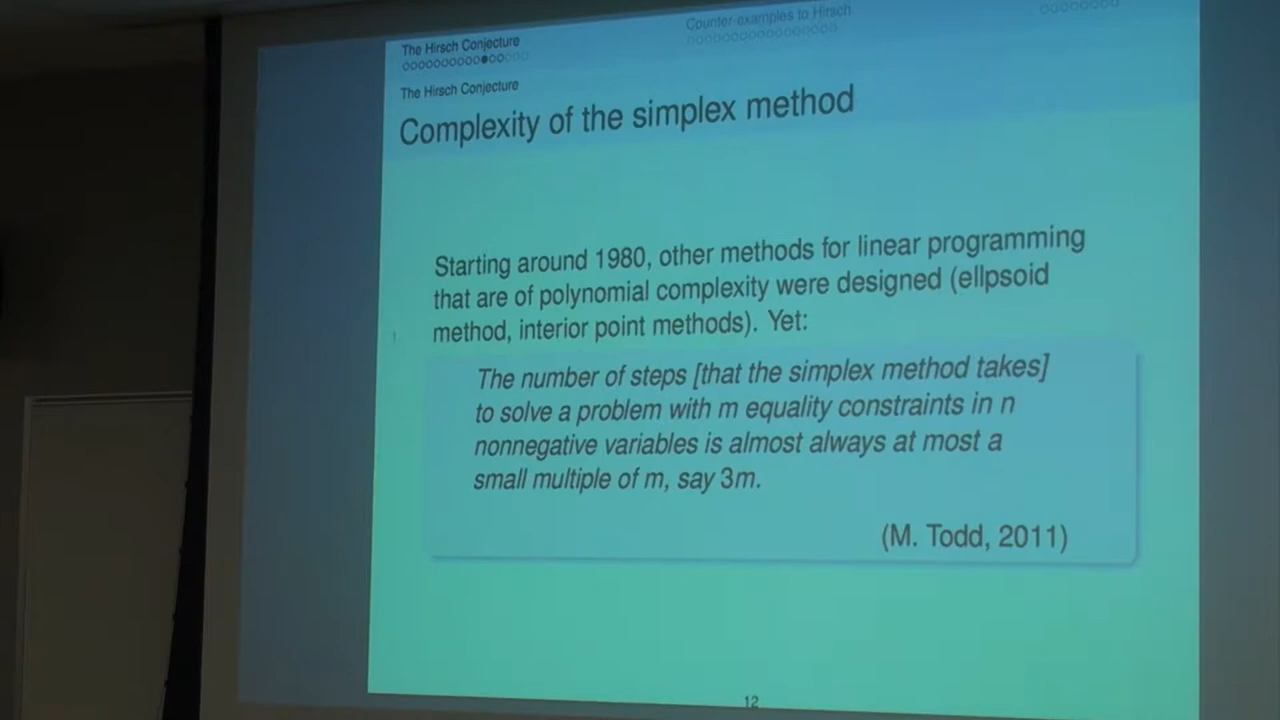 The Hirsch Conjecture
Counter-examples to Hirsch
The Hirsch Conjecture
Complexity of the simplex method
Starting around 1980, other methods for linear programming
that are of polynomial complexity were designed (ellpsoid
method, interior point methods). Yet:
The number of steps [that the simplex method takes]
to solve a problem with m equality constraints in n
nonnegative variables is almost always at most a
small multiple of m, say 3m.
(M. Todd, 2011)
12